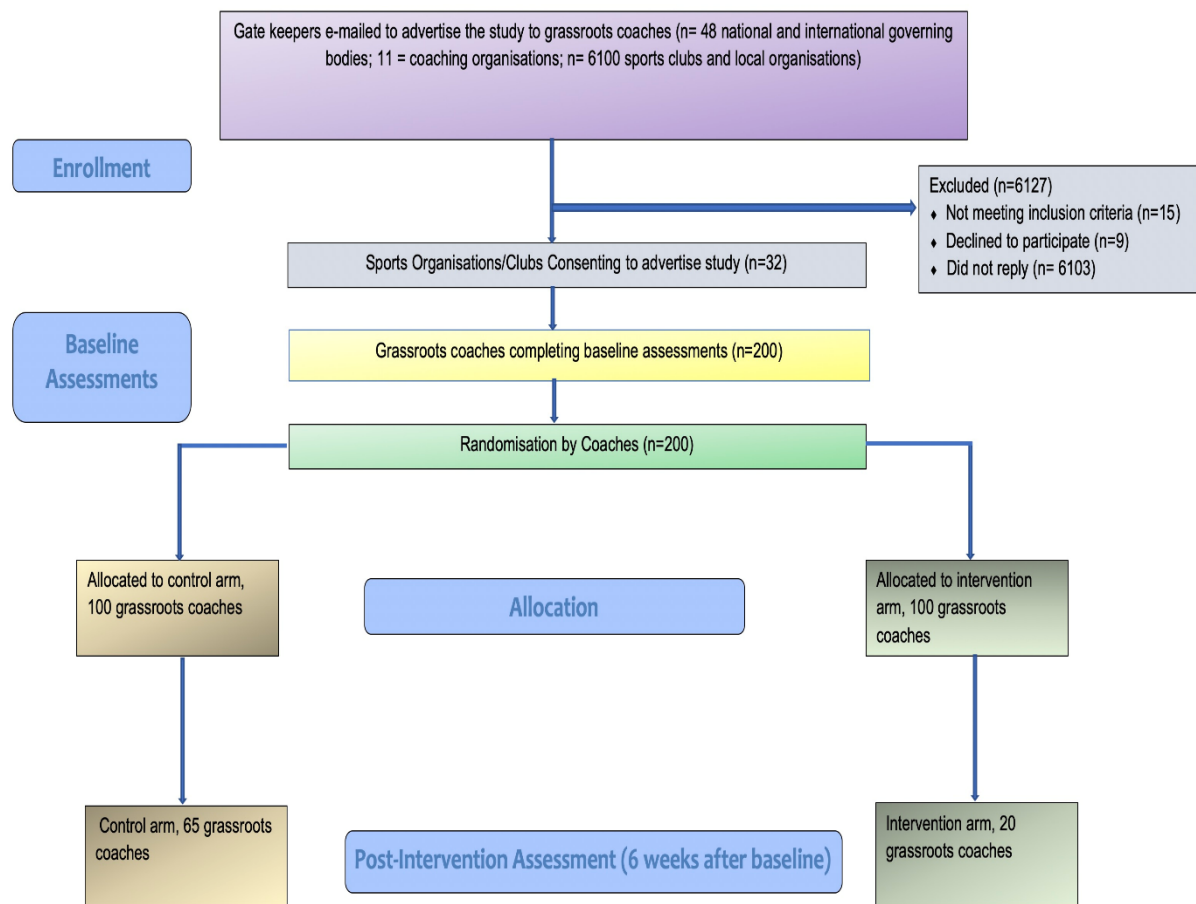 Gate keepers e-mailed to advertise the study to grassroots coaches (n= 48 national and international governing
bodies; 11 = coaching organisations; n= 6100 sports clubs and local organisations)
Enrollment
Excluded (n=6127)
♦ Not meeting inclusion criteria (n=15)
♦ Declined to participate (n=9)
♦ Did not reply (n= 6103)
Sports Organisations/Clubs Consenting to advertise study (n=32)
Baseline
Assessments
Grassroots coaches completing baseline assessments (n=200)
Randomisation by Coaches (n=200)
Allocated to control arm,
100 grassroots coaches
Allocation
Allocated to intervention
arm, 100 grassroots
coaches
Control arm, 65 grassroots
coaches
Post-Intervention Assessment (6 weeks after baseline)
Intervention arm, 20
grassroots coaches